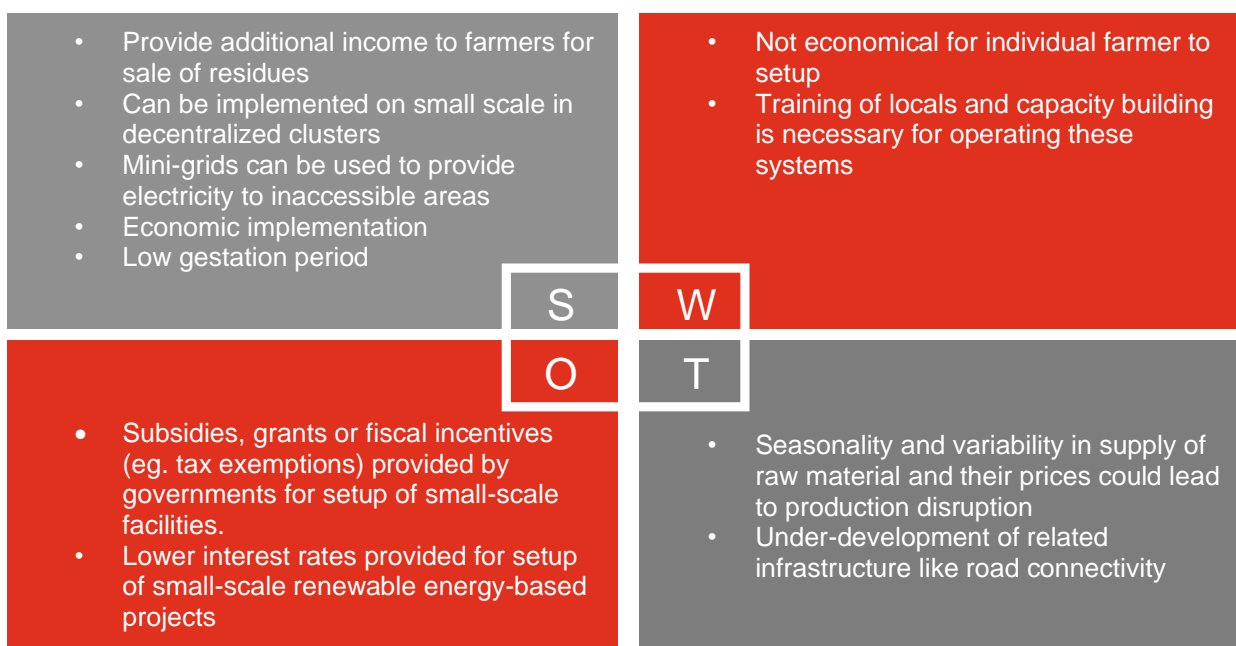 • Provide additional income to farmers for
sale of residues
• Can be implemented on small scale in
decentralized clusters
• Mini-grids can be used to provide
electricity to inaccessible areas
• Economic implementation
• Low gestation period
S
• Not economical for individual farmer to
setup
• Training of locals and capacity building
is necessary for operating these
systems
W
O
• Subsidies, grants or fiscal incentives
(eg. tax exemptions) provided by
governments for setup of small-scale
facilities.
• Lower interest rates provided for setup
of small-scale renewable energy-based
projects
T
• Seasonality and variability in supply of
raw material and their prices could lead
to production disruption
• Under-development of related
infrastructure like road connectivity